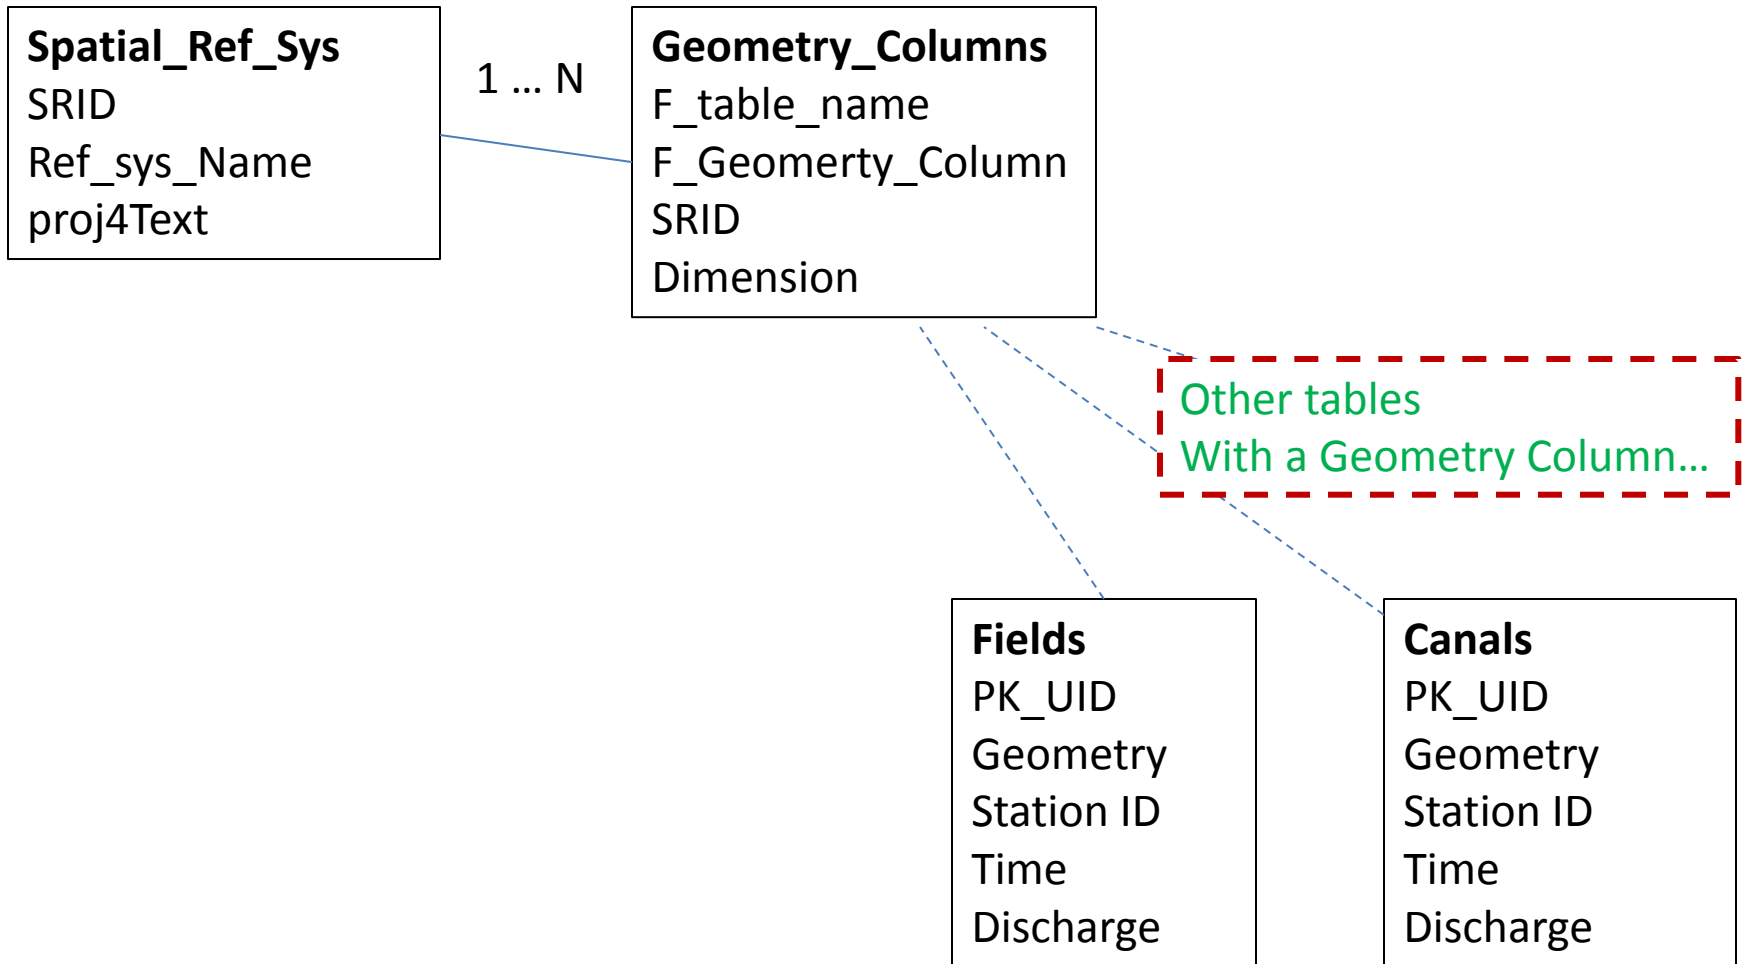 Spatial_Ref_Sys
SRID
Ref_sys_Name
proj4Text
1 ... N
Geometry_Columns
F_table_name
F_Geomerty_Column
SRID
Dimension
Other tables
With a Geometry Column...
Fields
PK_UID
Geometry
Station ID
Time
Discharge
Canals
PK_UID
Geometry
Station ID
Time
Discharge